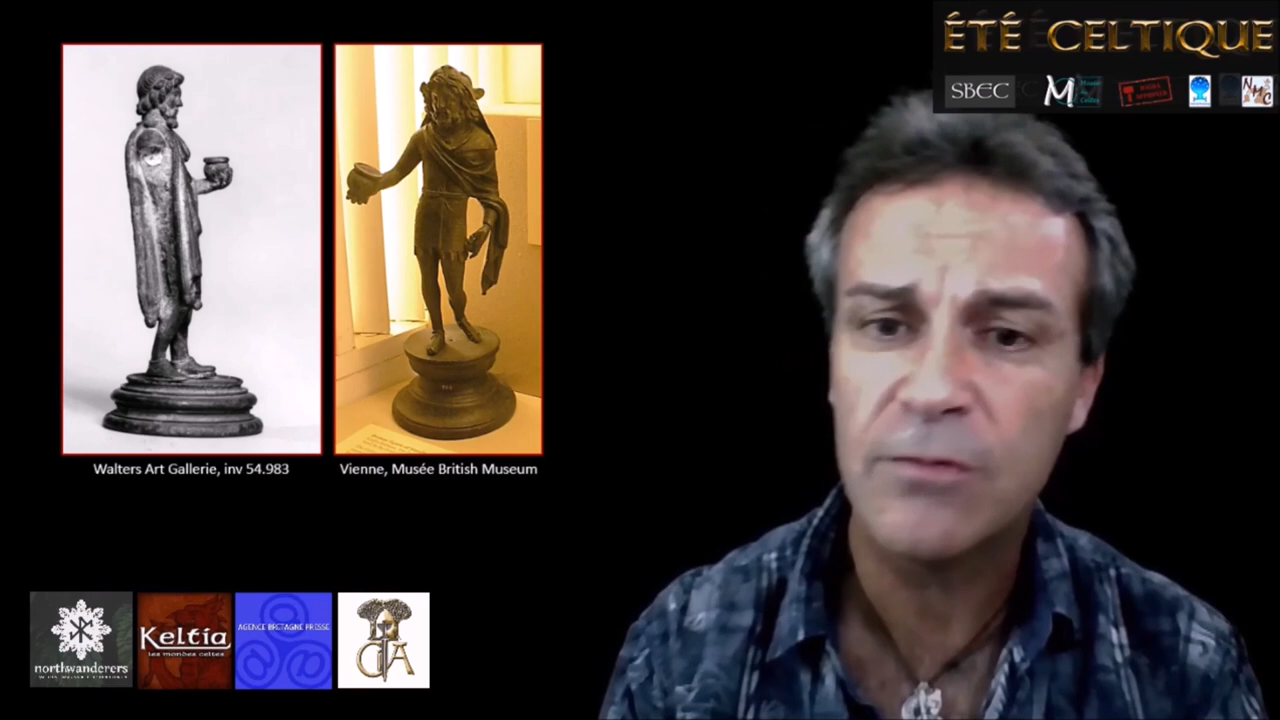 ÉTÉ CELTIQUE
SBEC
M
NMC
Walters Art Gallerie, inv 54.983
Vienne, Musée British Museum
northwanderers
Keltia
les mondes celtes
AGENCE BRETAGNE PRESSE